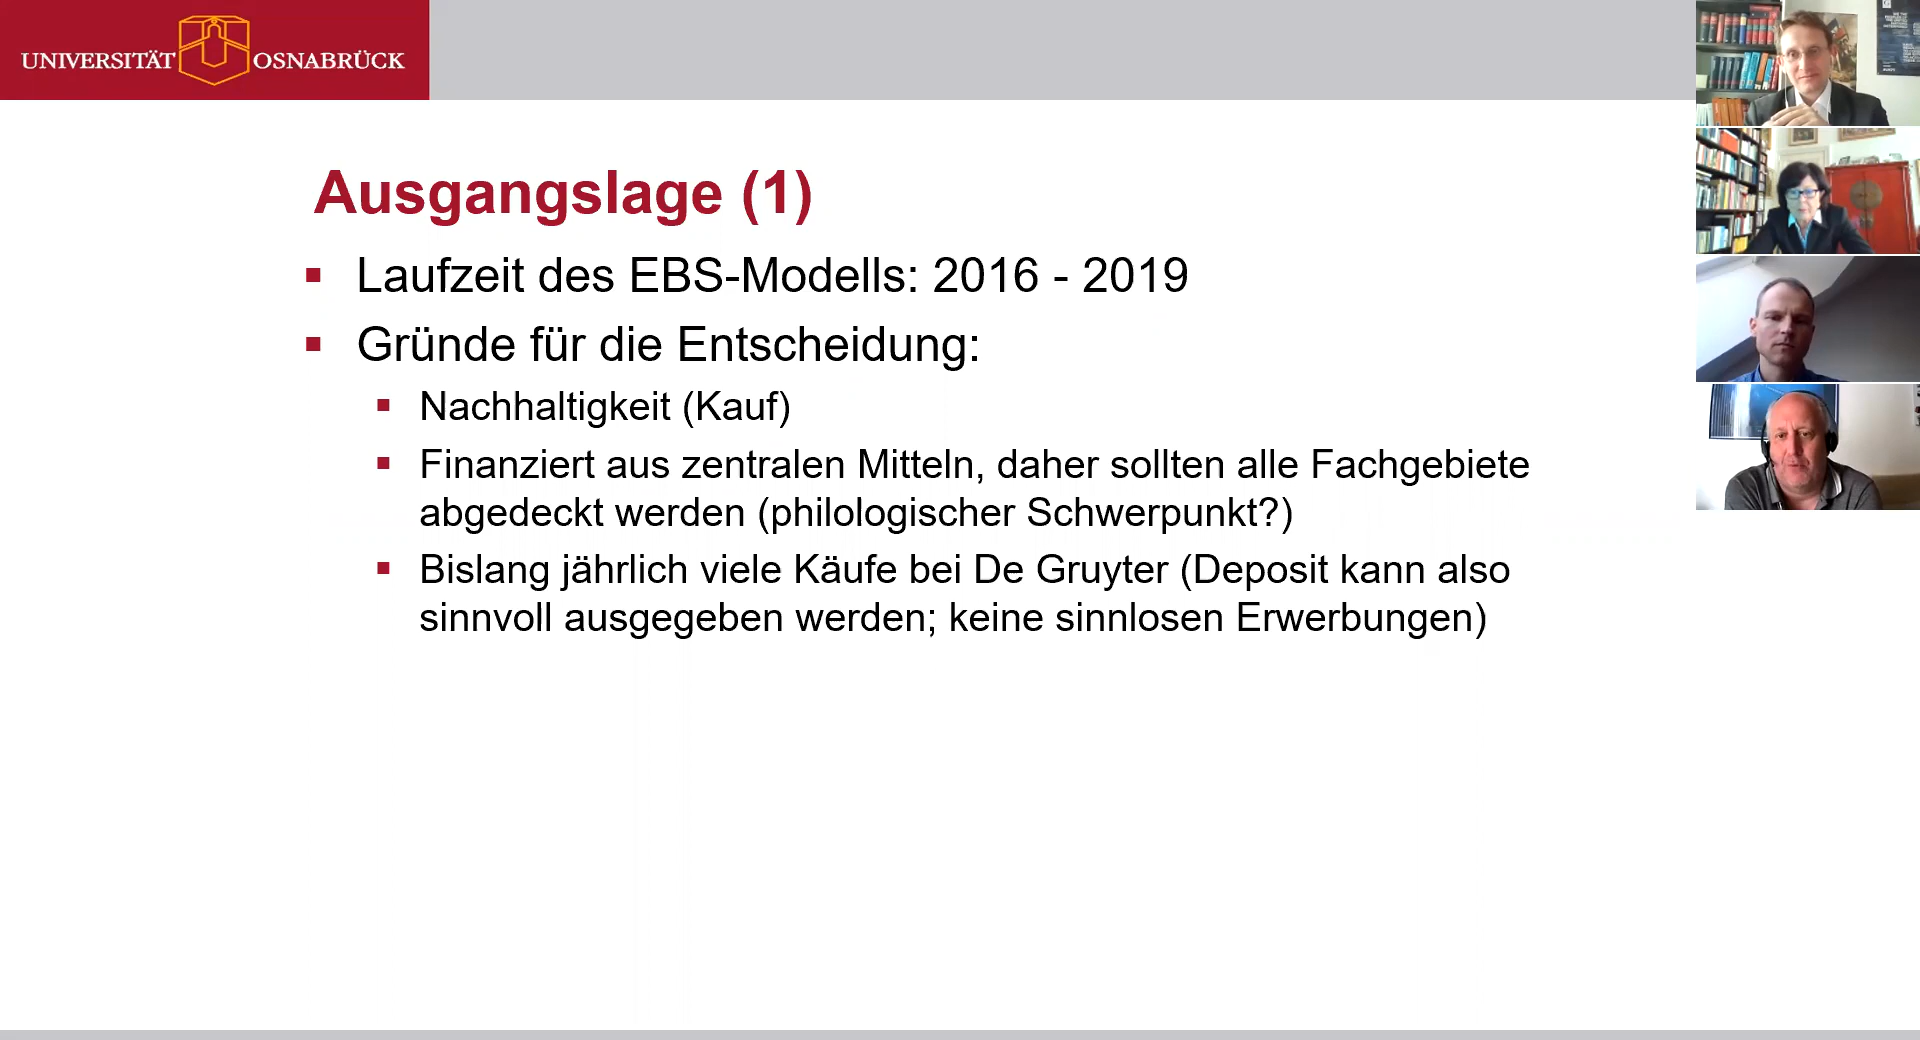 UNIVERSITÄT OSNABRÜCK
Ausgangslage (1)
Laufzeit des EBS-Modells: 2016 - 2019
Gründe für die Entscheidung:
Nachhaltigkeit (Kauf)
Finanziert aus zentralen Mitteln, daher sollten alle Fachgebiete
abgedeckt werden (philologischer Schwerpunkt?)
Bislang jährlich viele Käufe bei De Gruyter (Deposit kann also
sinnvoll ausgegeben werden; keine sinnlosen Erwerbungen)